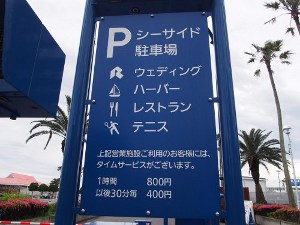 P シーサイド
駐車場
ウェディング
ハーバー
レストラン
テニス
上記営業施設ご利用のお客様には、
タイムサービスがございます。
1時間 800円
以後30分毎 400円